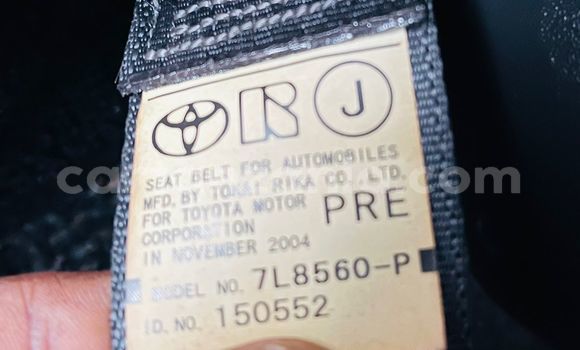 J
SEAT BELT FOR AUTOMOBILES
MFD. BY TOKAI RIKA CO., LTD.
FOR TOYOTA MOTOR
CORPORATION
PRE
IN NOVEMBER 2004
MODEL NO. 7L8560-P
ID. NO. 150552